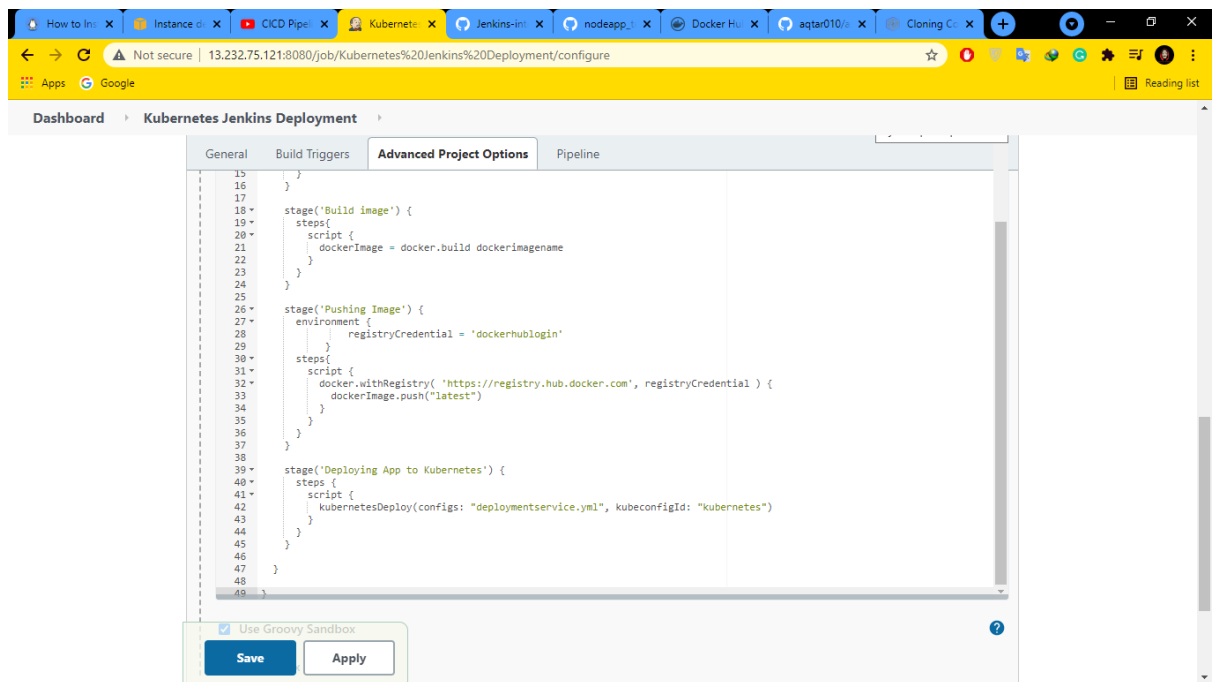 How to Ins
Instance de
CICD Pipel
Kubernete
Jenkins-int
nodeapp_t
Docker Hu
aqtar010/a
Cloning Co
Not secure | 13.232.75.121:8080/job/Kubernetes%20Jenkins%20Deployment/configure
Apps
Google
Reading list
Dashboard
Kubernetes Jenkins Deployment
General
Build Triggers
Advanced Project Options
Pipeline
15 }
16 }
17
18 stage('Build image') {
19 steps{
20 script {
21 dockerImage = docker.build dockerimagename
22 }
23 }
24 }
25
26 stage('Pushing Image') {
27 environment {
28 registryCredential = 'dockerhublogin'
29 }
30 steps{
31 script {
32 docker.withRegistry( 'https://registry.hub.docker.com', registryCredential ) {
33 dockerImage.push("latest")
34 }
35 }
36 }
37 }
38
39 stage('Deploying App to Kubernetes') {
40 steps {
41 script {
42 kubernetesDeploy(configs: "deploymentservice.yml", kubeconfigId: "kubernetes")
43 }
44 }
45 }
46
47 }
48
49 }
Use Groovy Sandbox
Save
Apply